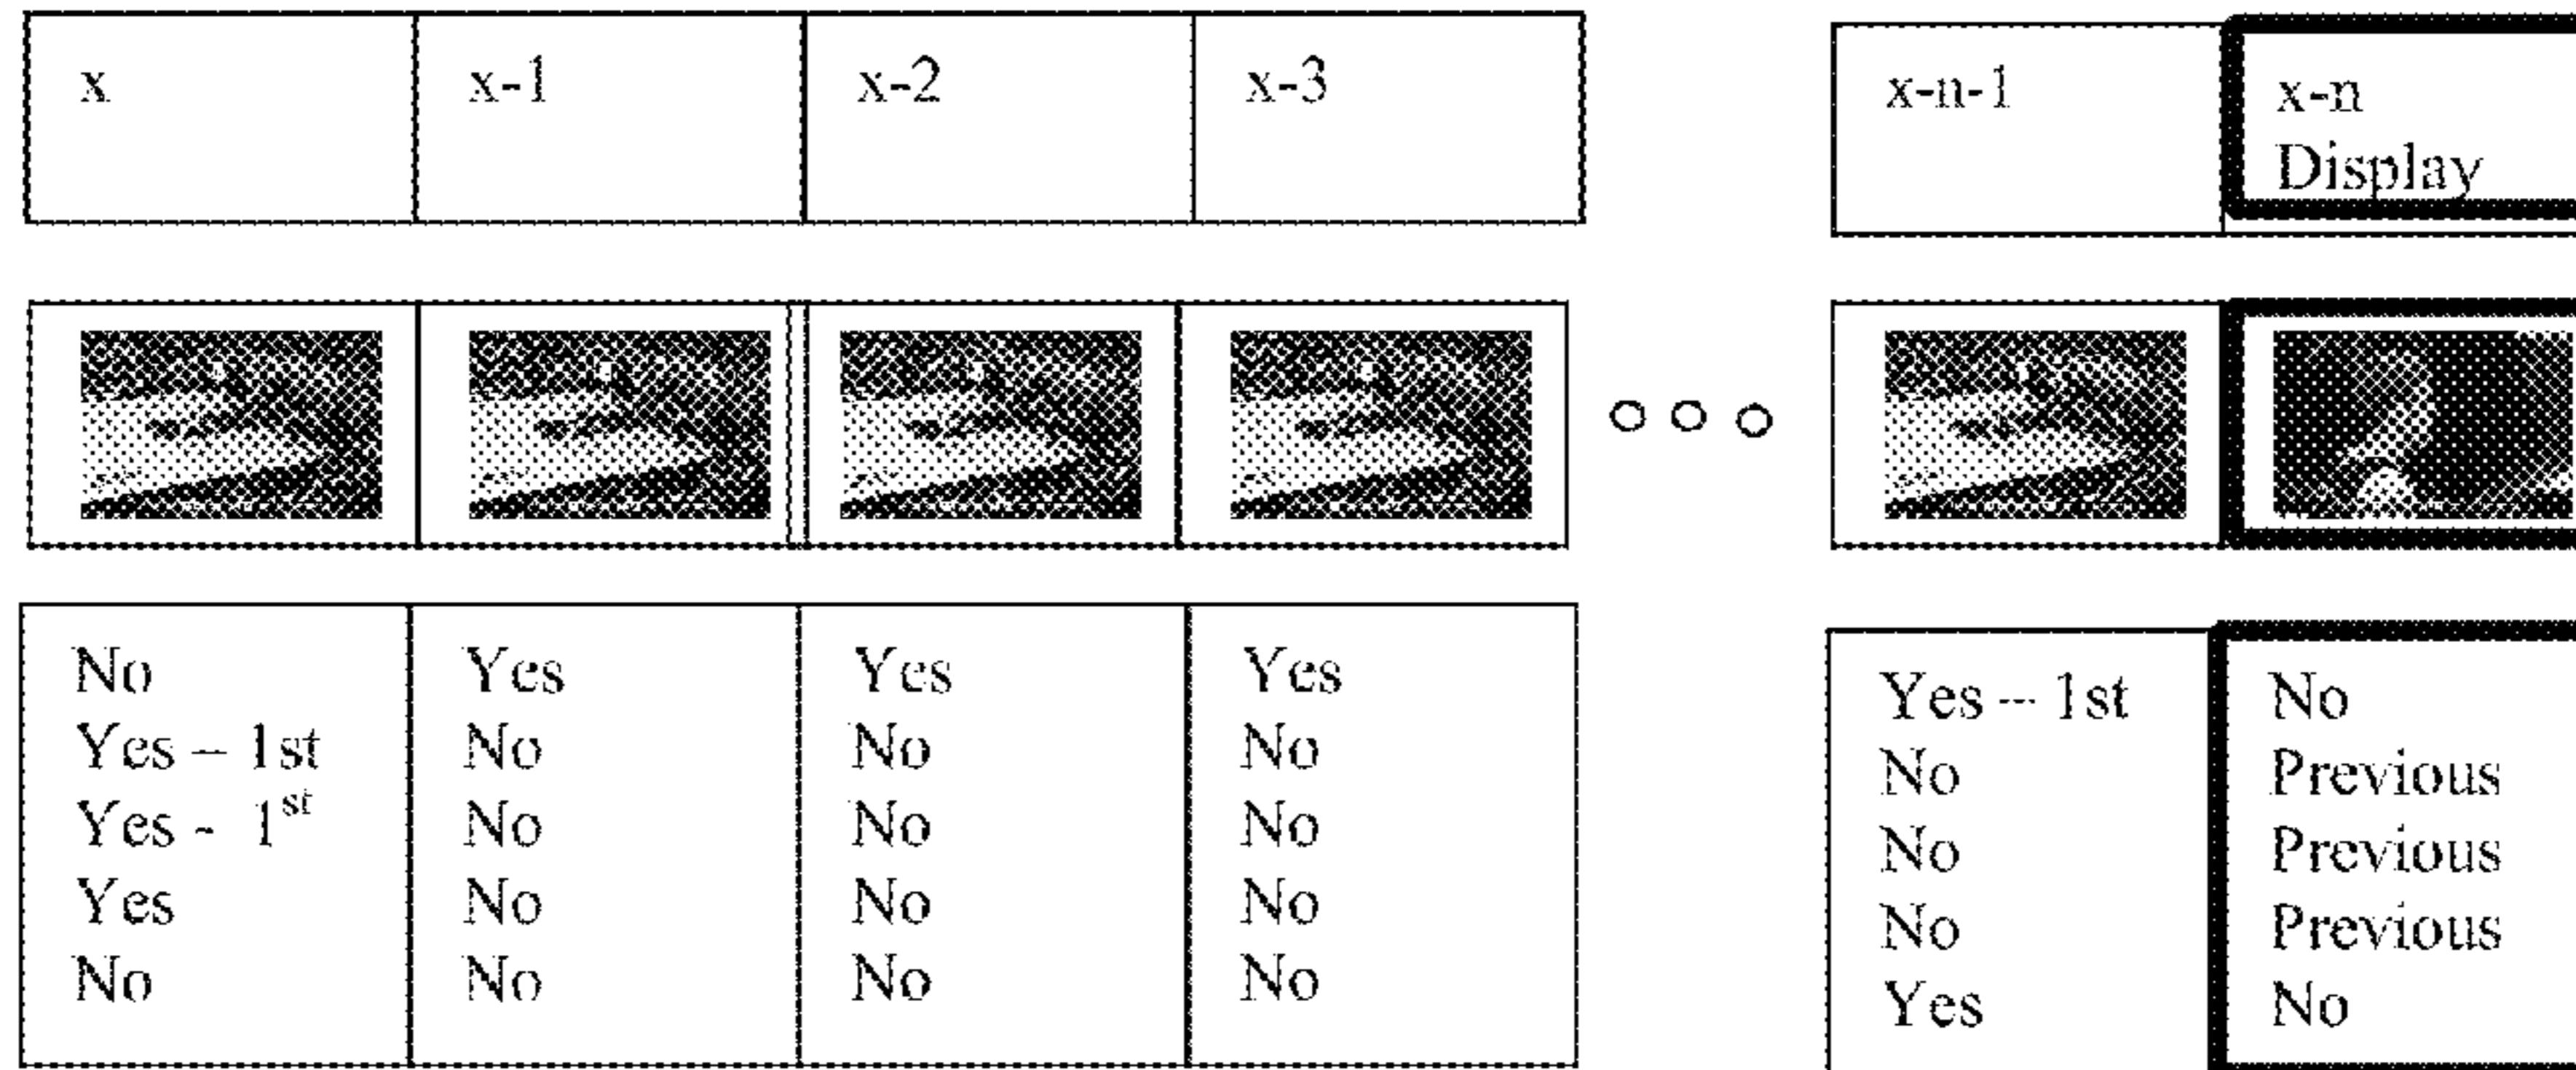 x x-1 x-2 x-3 x-n-1 x-n
Display
No Yes Yes Yes Yes – 1st No
Yes – 1st No No No No Previous
Yes - 1st No No No No Previous
Yes No No No No Previous
No No No No Yes No